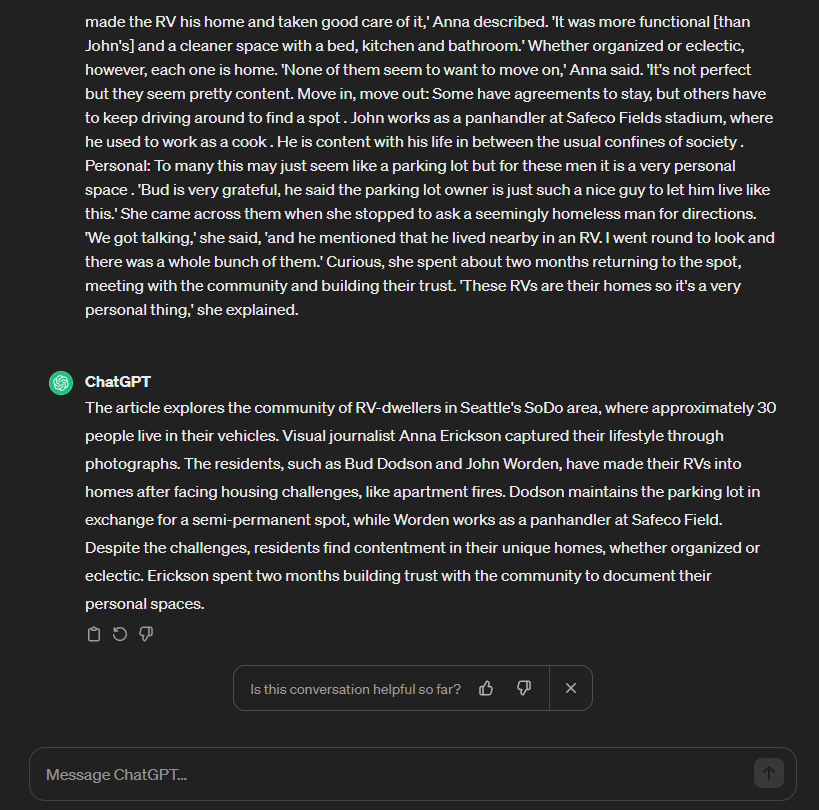 made the RV his home and taken good care of it,' Anna described. 'It was more functional [than
John's] and a cleaner space with a bed, kitchen and bathroom.' Whether organized or eclectic,
however, each one is home. 'None of them seem to want to move on,' Anna said. 'It's not perfect
but they seem pretty content. Move in, move out: Some have agreements to stay, but others have
to keep driving around to find a spot . John works as a panhandler at Safeco Fields stadium, where
he used to work as a cook . He is content with his life in between the usual confines of society .
Personal: To many this may just seem like a parking lot but for these men it is a very personal
space . 'Bud is very grateful, he said the parking lot owner is just such a nice guy to let him live like
this.' She came across them when she stopped to ask a seemingly homeless man for directions.
'We got talking,' she said, 'and he mentioned that he lived nearby in an RV. I went round to look and
there was a whole bunch of them.' Curious, she spent about two months returning to the spot,
meeting with the community and building their trust. 'These RVs are their homes so it's a very
personal thing,' she explained.
ChatGPT
The article explores the community of RV-dwellers in Seattle's SoDo area, where approximately 30
people live in their vehicles. Visual journalist Anna Erickson captured their lifestyle through
photographs. The residents, such as Bud Dodson and John Worden, have made their RVs into
homes after facing housing challenges, like apartment fires. Dodson maintains the parking lot in
exchange for a semi-permanent spot, while Worden works as a panhandler at Safeco Field.
Despite the challenges, residents find contentment in their unique homes, whether organized or
eclectic. Erickson spent two months building trust with the community to document their
personal spaces.
Is this conversation helpful so far?
Message ChatGPT...